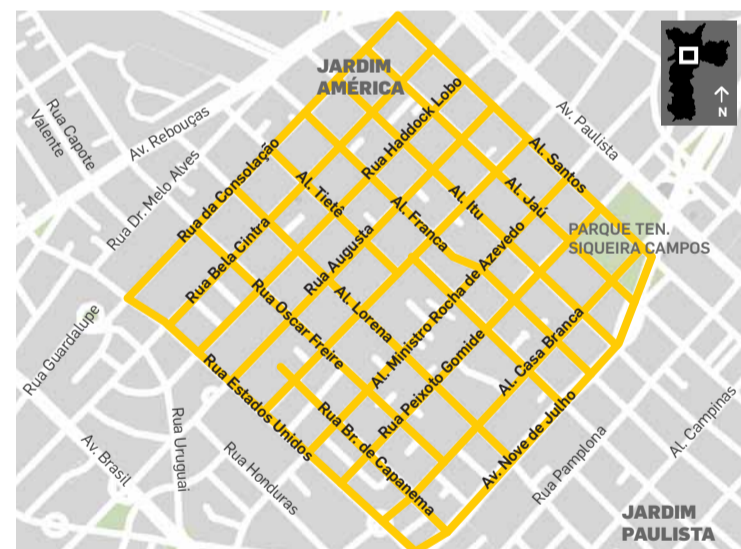 JARDIM
AMÉRICA
N
Rua Capote
Valente
Av. Rebouças
Av. Paulista
Rua Haddock Lobo
Al. Santos
Rua Dr. Melo Alves
Rua da Consolação
Al. Tietê
Al. Franca
Al. Itu
Al. Jaú
PARQUE TEN.
SIQUEIRA CAMPOS
Rua Bela Cintra
Rua Augusta
Rua Oscar Freire
Al. Lorena
Al. Ministro Rocha de Azevedo
Rua Guardalupe
Rua Estados Unidos
Rua Peixoto Gomide
Al. Casa Branca
Rua Br. de Capanema
Av. Nove de Julho
Av. Brasil
Rua Uruguai
Rua Honduras
Rua Pamplona
AL. Campinas
JARDIM
PAULISTA